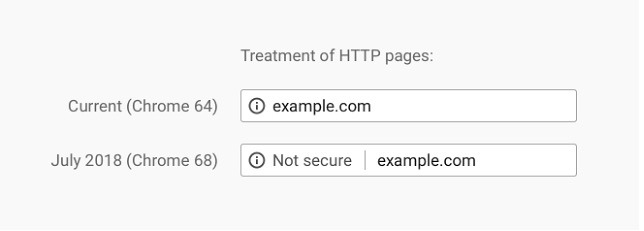 Treatment of HTTP pages:
Current (Chrome 64) example.com
July 2018 (Chrome 68) Not secure example.com